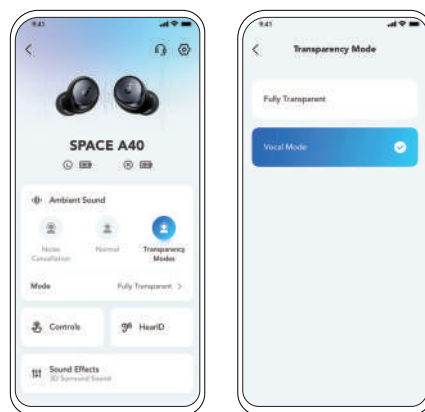 9:41
SPACE A40
L
R
Ambient Sound
Noise
Cancellation
Normal
Transparency
Modes
Mode
Fully Transparent >
Controls
HearID
Sound Effects
3D Surround Sound
9:41
Transparency Mode
Fully Transparent
Vocal Mode